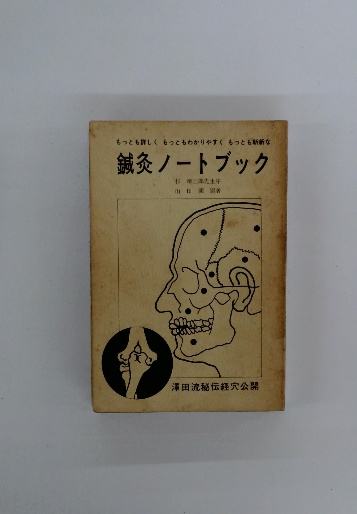 もっとも詳しく もっともわかりやすく もっとも斬新な
鍼灸ノートブック
澤田流秘伝経穴公開